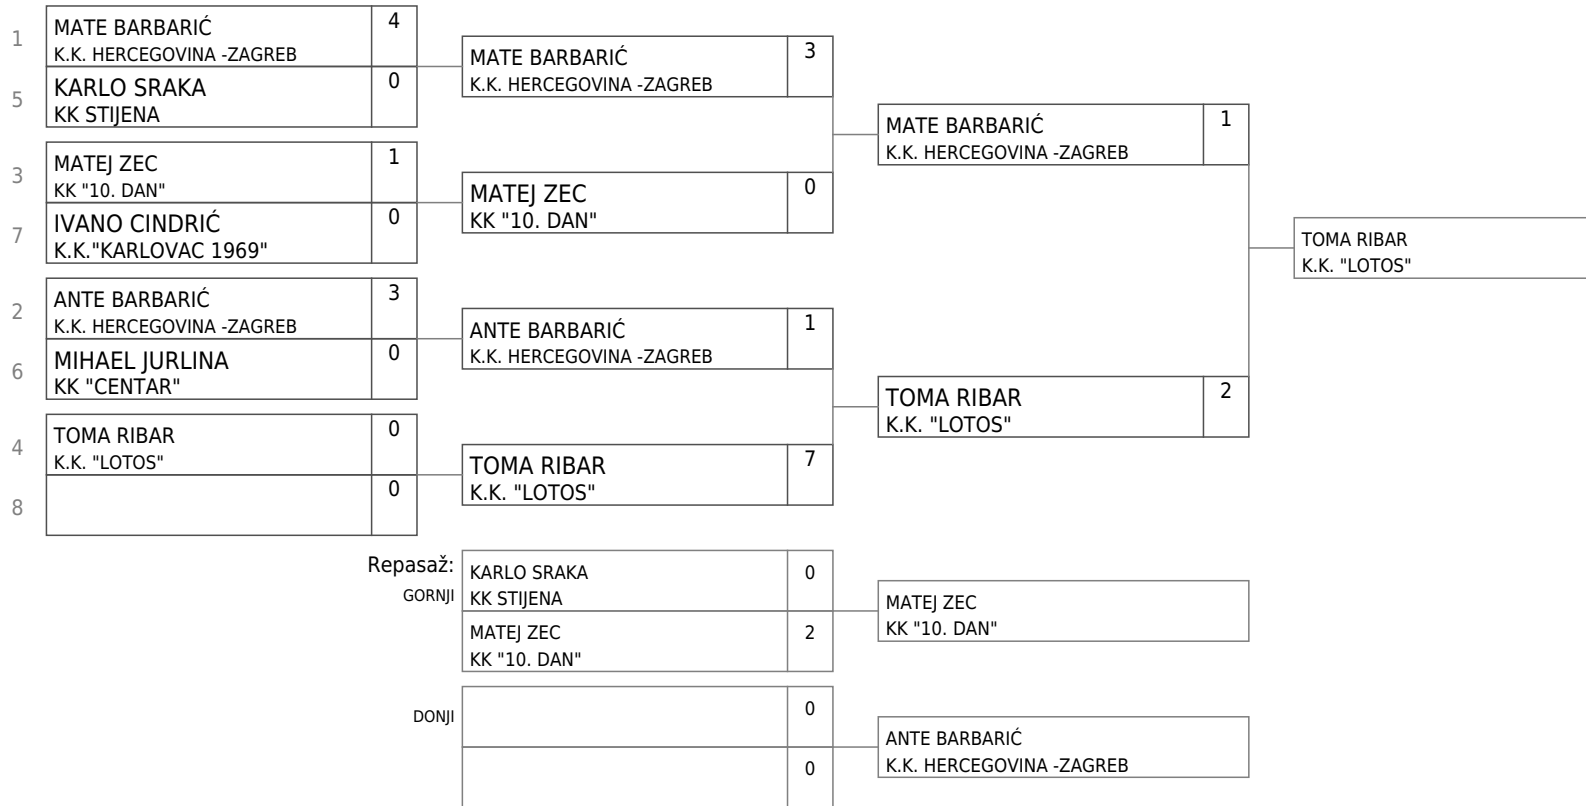 1
MATE BARBARIĆ
K.K. HERCEGOVINA -ZAGREB
4
5
KARLO SRAKA
KK STIJENA
0
3
MATEJ ZEC
KK "10. DAN"
1
7
IVANO CINDRIĆ
K.K."KARLOVAC 1969"
0
2
ANTE BARBARIĆ
K.K. HERCEGOVINA -ZAGREB
3
6
MIHAEL JURLINA
KK "CENTAR"
0
4
TOMA RIBAR
K.K. "LOTOS"
0
8
0
MATE BARBARIĆ
K.K. HERCEGOVINA -ZAGREB
3
MATEJ ZEC
KK "10. DAN"
0
ANTE BARBARIĆ
K.K. HERCEGOVINA -ZAGREB
1
TOMA RIBAR
K.K. "LOTOS"
7
MATE BARBARIĆ
K.K. HERCEGOVINA -ZAGREB
1
TOMA RIBAR
K.K. "LOTOS"
2
TOMA RIBAR
K.K. "LOTOS"
Repasaž:
GORNJI
KARLO SRAKA
KK STIJENA
0
MATEJ ZEC
KK "10. DAN"
2
MATEJ ZEC
KK "10. DAN"
DONJI
0
0
ANTE BARBARIĆ
K.K. HERCEGOVINA -ZAGREB